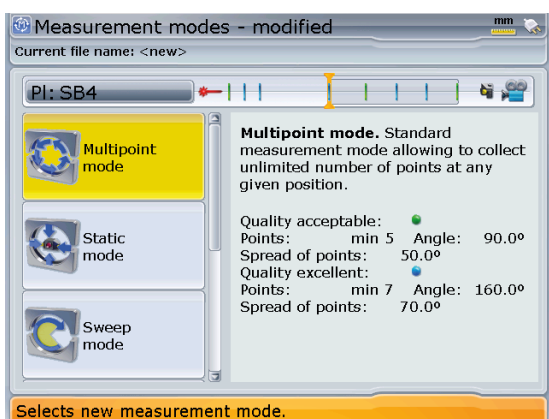 Measurement modes - modified
mm
Current file name: <new>
PI: SB4
Multipoint
mode
Static
mode
Sweep
mode
Multipoint mode. Standard
measurement mode allowing to collect
unlimited number of points at any
given position.
Quality acceptable:
Points: min 5 Angle: 90.0º
Spread of points: 50.0º
Quality excellent:
Points: min 7 Angle: 160.0º
Spread of points: 70.0º
Selects new measurement mode.